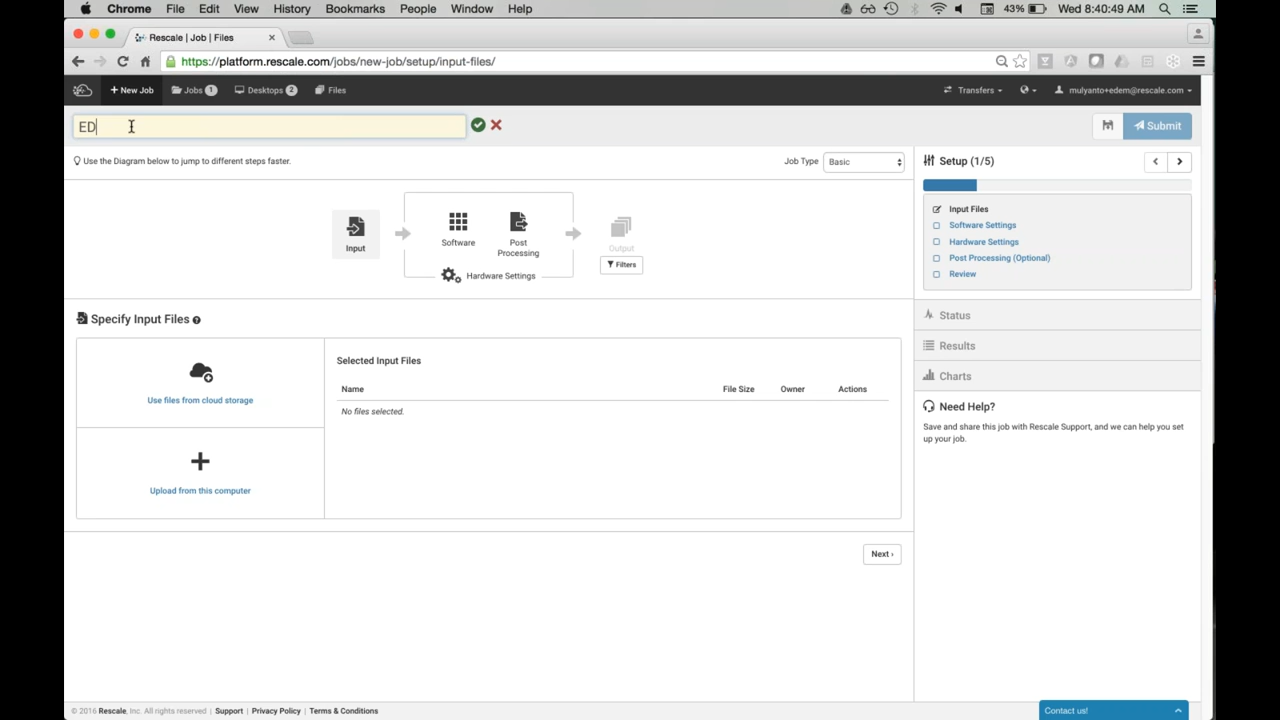 Chrome File Edit View History Bookmarks People Window Help 43% Wed 8:40:49 AM
Rescale | Job | Files
https://platform.rescale.com/jobs/new-job/setup/input-files/
+ New Job Jobs 1 Desktops 2 Files Transfers mulyanto+edem@rescale.com
ED
Submit
Use the Diagram below to jump to different steps faster.
Job Type Basic
Input
Software
Post
Processing
Hardware Settings
Output
Filters
Specify Input Files
Use files from cloud storage
Upload from this computer
Selected Input Files
Name File Size Owner Actions
No files selected.
Next ›
Setup (1/5)
Input Files
Software Settings
Hardware Settings
Post Processing (Optional)
Review
Status
Results
Charts
Need Help?
Save and share this job with Rescale Support, and we can help you set
up your job.
© 2016 Rescale, Inc. All rights reserved | Support | Privacy Policy | Terms & Conditions
Contact us!